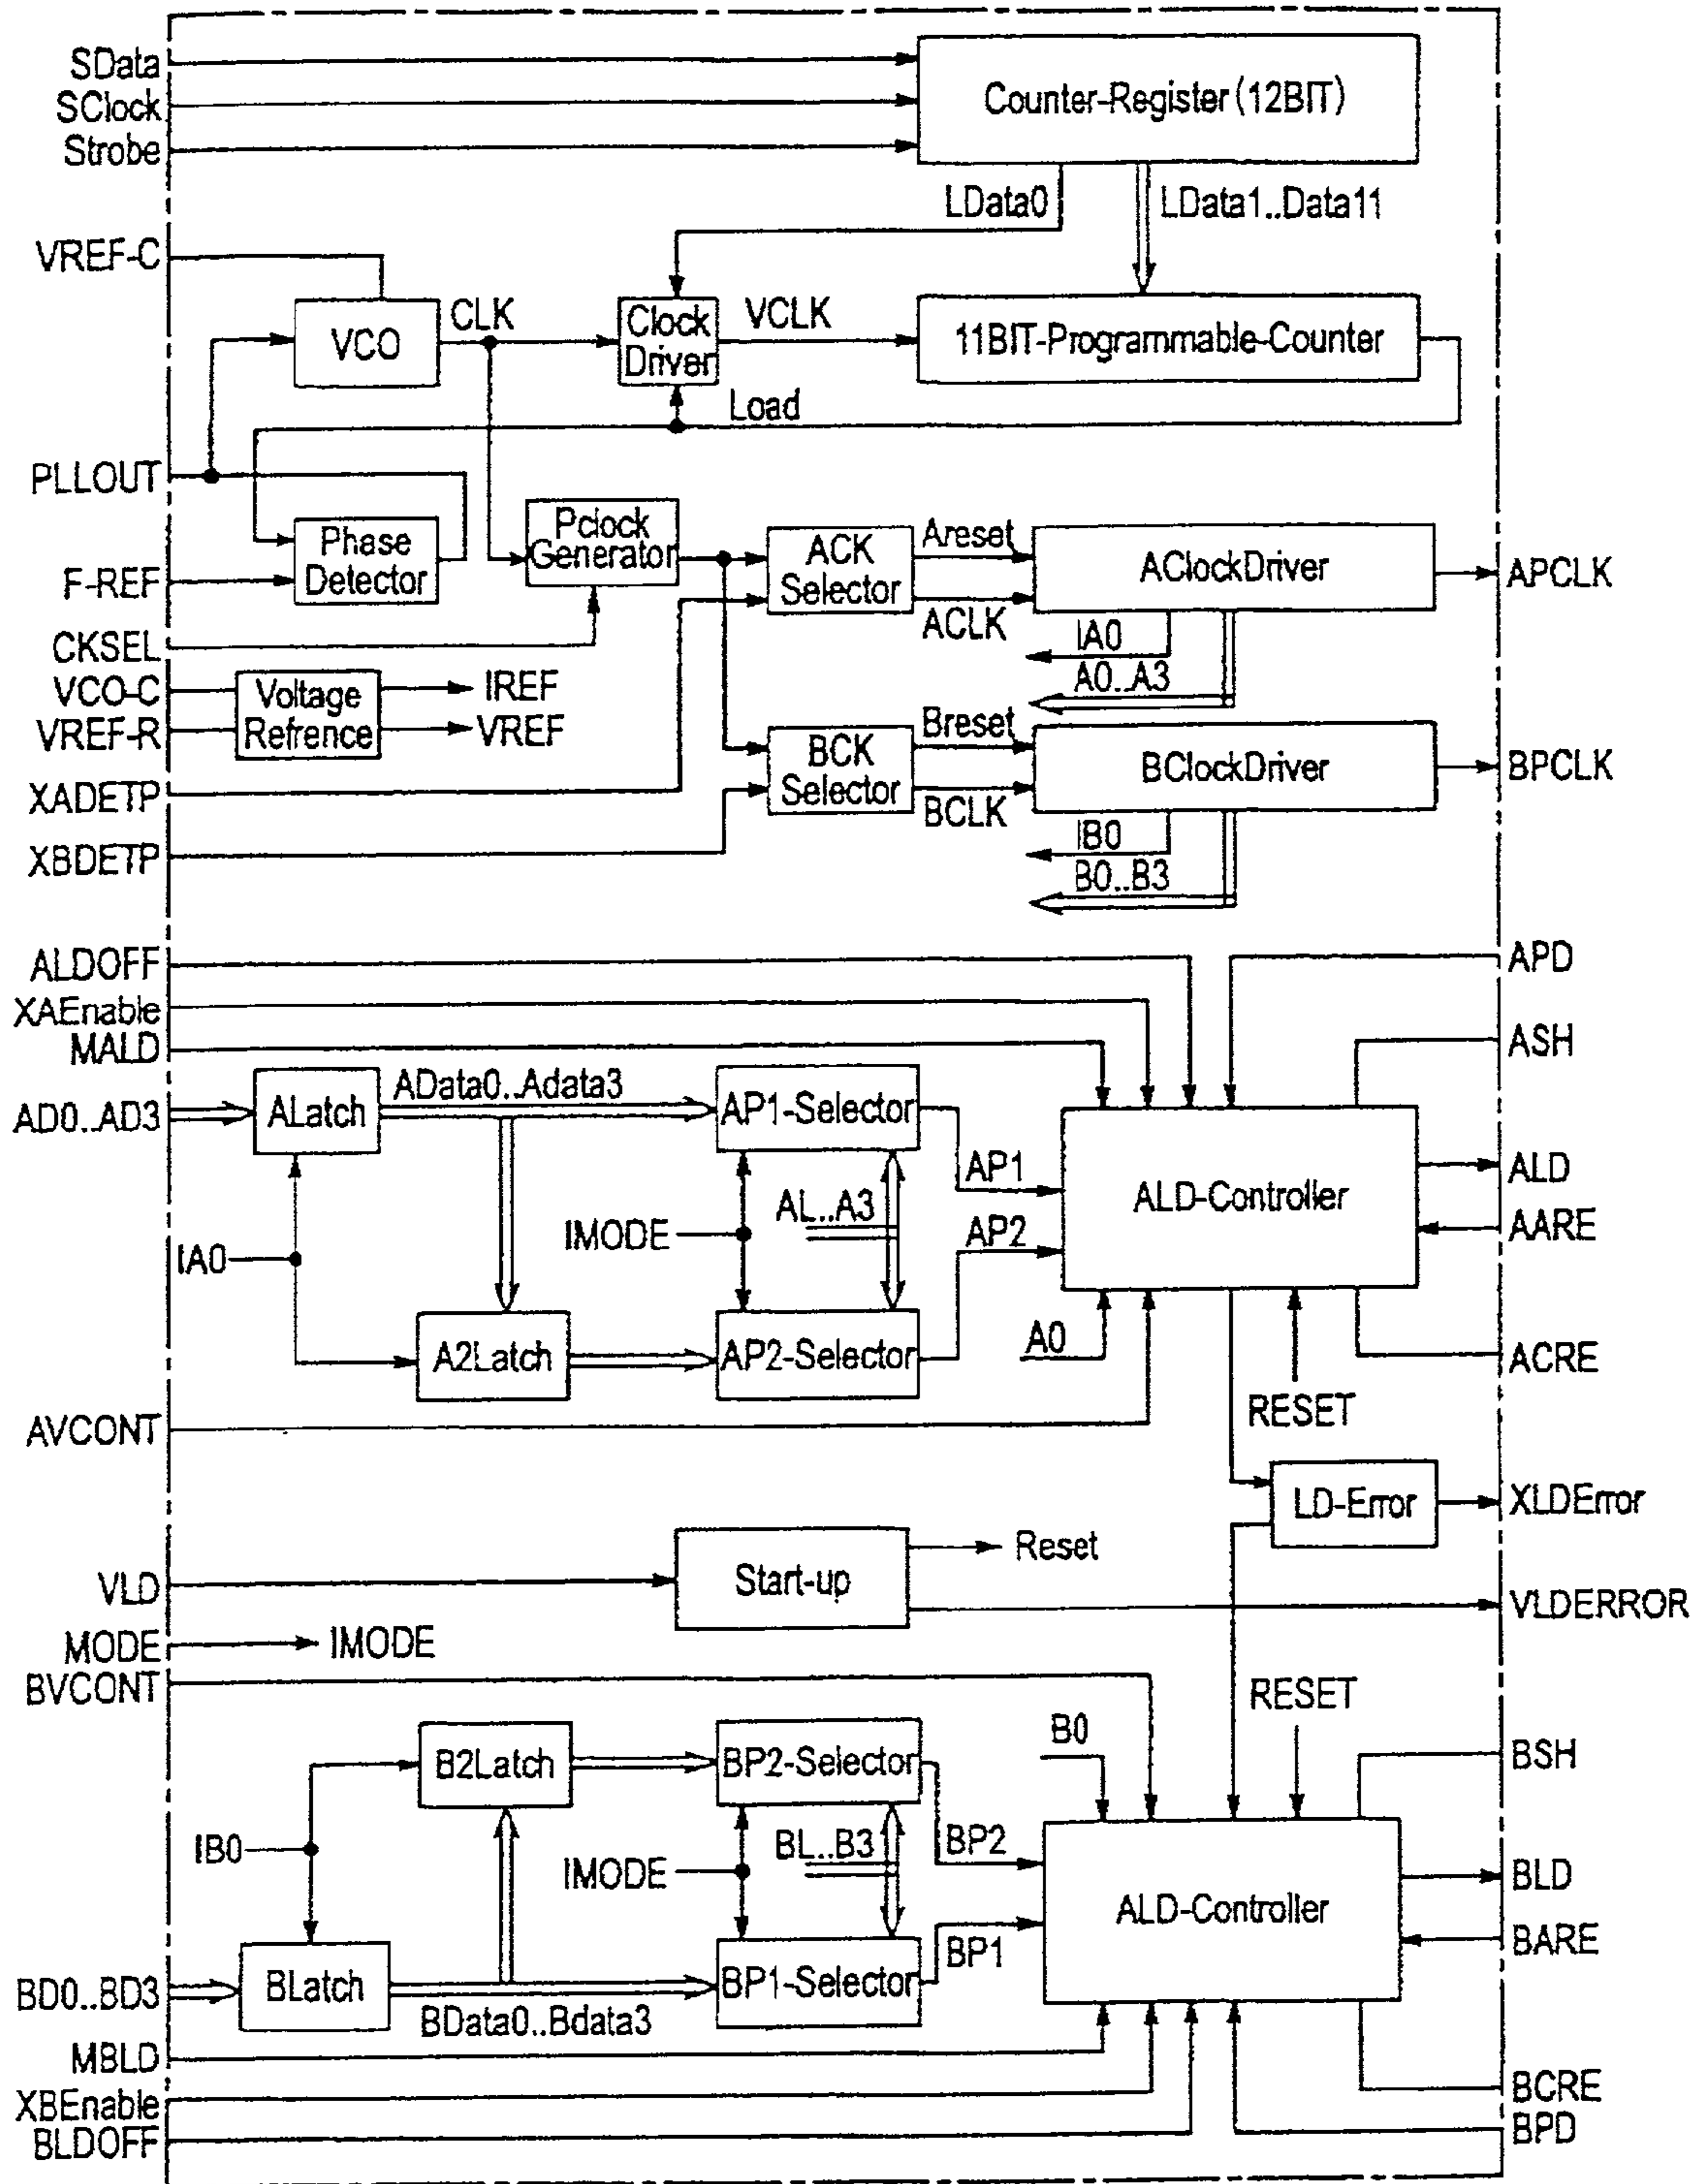 SData
SClock
Strobe
Counter-Register(12BIT)
LData0
LData1..Data11
VREF-C
VCO
CLK
Clock
Driver
VCLK
11BIT-Programmable-Counter
Load
PLLOUT
Phase
Detector
F-REF
Pclock
Generator
ACK
Selector
Areset
ACLK
AClockDriver
APCLK
CKSEL
IA0
A0..A3
VCO-C
VREF-R
Voltage
Refrence
IREF
VREF
BCK
Selector
Breset
BCLK
BClockDriver
BPCLK
XADETP
XBDETP
IB0
B0..B3
ALDOFF
XAEnable
MALD
APD
ASH
AD0..AD3
ALatch
AData0..Adata3
AP1-Selector
AP1
ALD-Controller
ALD
AARE
IA0
IMODE
AL..A3
AP2
A2Latch
AP2-Selector
A0
RESET
ACRE
AVCONT
LD-Error
XLDError
VLD
Start-up
Reset
VLDERROR
MODE
IMODE
BVCONT
RESET
B0
BSH
B2Latch
BP2-Selector
BP2
IB0
IMODE
BL..B3
ALD-Controller
BLD
BARE
BD0..BD3
BLatch
BData0..Bdata3
BP1-Selector
BP1
MBLD
XBEnable
BLDOFF
BCRE
BPD